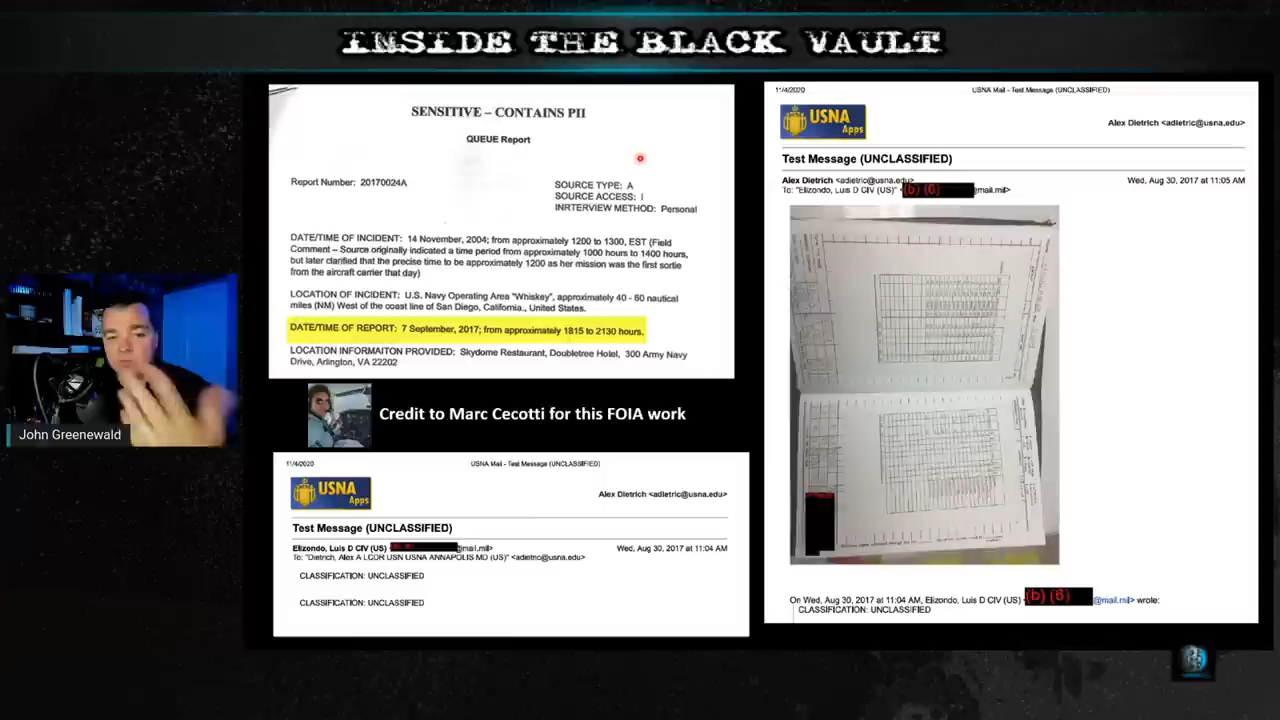 INSIDE THE BLACK VAULT
SENSITIVE – CONTAINS PII
QUEUE Report
Report Number: 20170024A
SOURCE TYPE: A
SOURCE ACCESS: I
INRTERVIEW METHOD: Personal
DATE/TIME OF INCIDENT: 14 November, 2004; from approximately 1200 to 1300, EST (Field
Comment – Source originally indicated a time period from approximately 1000 hours to 1400 hours,
but later clarified that the precise time to be approximately 1200 as her mission was the first sortie
from the aircraft carrier that day)
LOCATION OF INCIDENT: U.S. Navy Operating Area "Whiskey", approximately 40 - 60 nautical
miles (NM) West of the coast line of San Diego, California., United States.
DATE/TIME OF REPORT: 7 September, 2017; from approximately 1815 to 2130 hours.
LOCATION INFORMAITON PROVIDED: Skydome Restaurant, Doubletree Hotel, 300 Army Navy
Drive, Arlington, VA 22202
John Greenewald
Credit to Marc Cecotti for this FOIA work
11/4/2020
USNA Mail - Test Message (UNCLASSIFIED)
USNA
Apps
Alex Dietrich <adietric@usna.edu>
Test Message (UNCLASSIFIED)
Elizondo, Luis D CIV (US) @mail.mil>
Wed, Aug 30, 2017 at 11:04 AM
To: "Dietrich, Alex A LCDR USN USNA ANNAPOLIS MD (US)" <adietric@usna.edu>
CLASSIFICATION: UNCLASSIFIED
CLASSIFICATION: UNCLASSIFIED
11/4/2020
USNA Mail - Test Message (UNCLASSIFIED)
USNA
Apps
Alex Dietrich <adietric@usna.edu>
Test Message (UNCLASSIFIED)
Alex Dietrich <adietric@usna.edu>
Wed, Aug 30, 2017 at 11:05 AM
To: "Elizondo, Luis D CIV (US)" <(b) (6) @mail.mil>
On Wed, Aug 30, 2017 at 11:04 AM, Elizondo, Luis D CIV (US) <(b) (6) @mail.mil> wrote:
CLASSIFICATION: UNCLASSIFIED